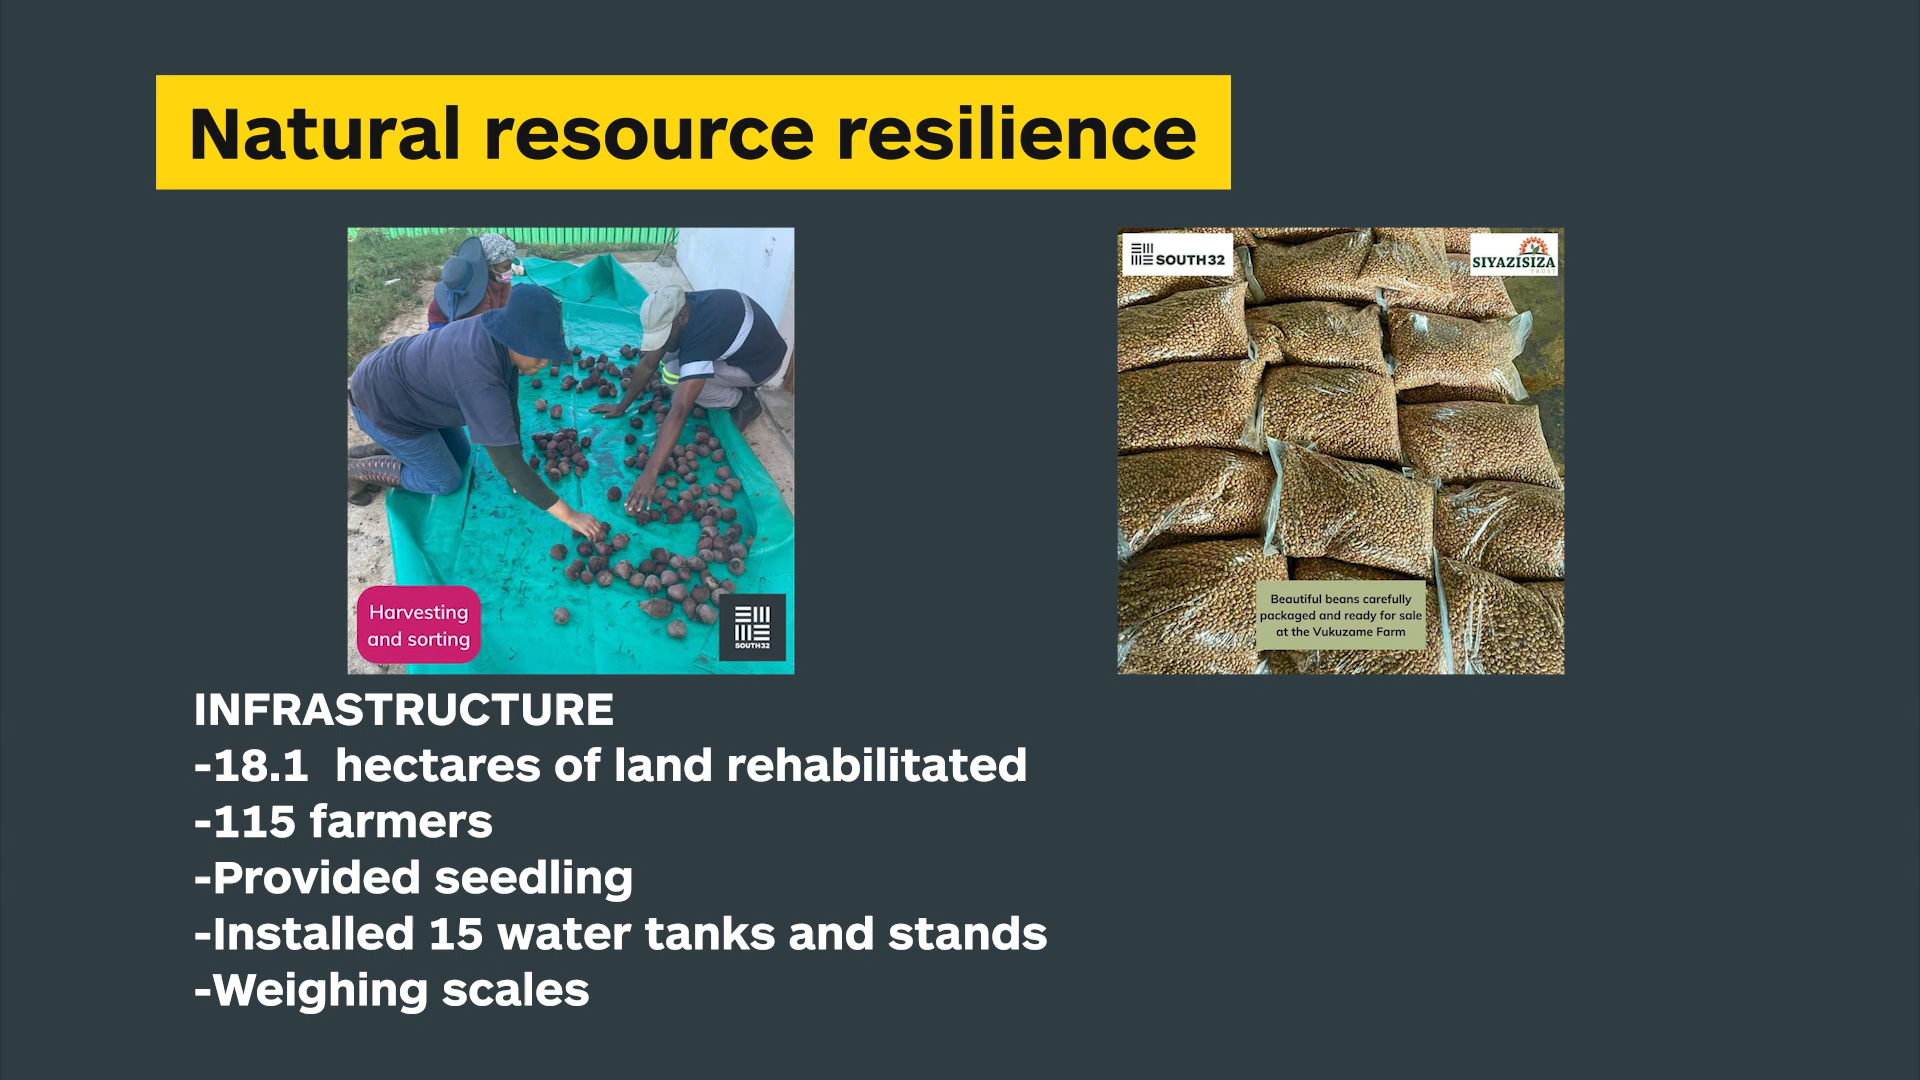 Natural resource resilience
Harvesting
and sorting
SOUTH32
SOUTH32
SIYAZISIZA
TRUST
Beautiful beans carefully
packaged and ready for sale
at the Vukuzame Farm
INFRASTRUCTURE
-18.1  hectares of land rehabilitated
-115 farmers
-Provided seedling
-Installed 15 water tanks and stands
-Weighing scales